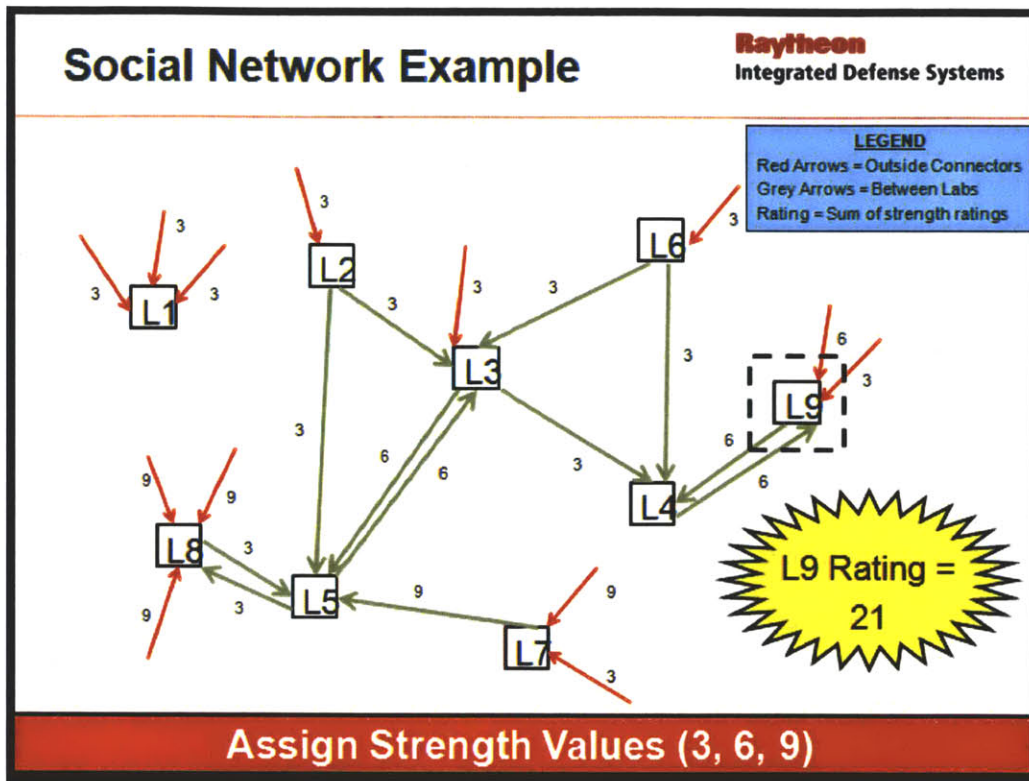 Social Network Example
Raytheon
Integrated Defense Systems
LEGEND
Red Arrows = Outside Connectors
Grey Arrows = Between Labs
Rating = Sum of strength ratings
3
3
3
L1
3
L2
3
3
3
L3
3
L6
3
3
6
3
L9
6
6
6
6
3
L4
9
9
9
L8
3
3
L5
9
9
L7
3
L9 Rating =
21
Assign Strength Values (3, 6, 9)